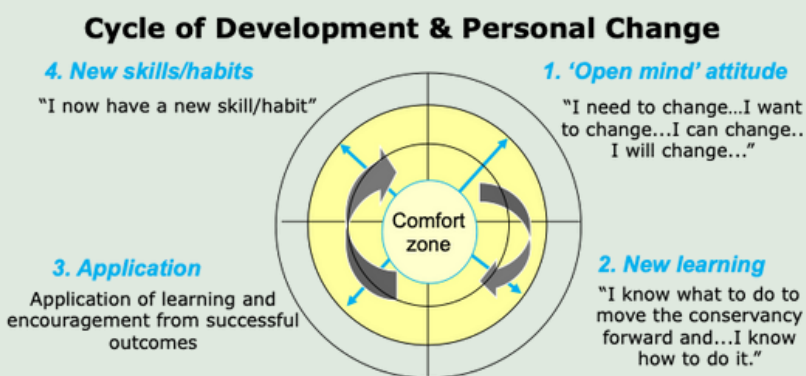 Cycle of Development & Personal Change
4. New skills/habits
“I now have a new skill/habit”
1. ‘Open mind’ attitude
“I need to change...I want
to change...I can change..
I will change...”
Comfort
zone
3. Application
Application of learning and
encouragement from successful
outcomes
2. New learning
“I know what to do to
move the conservancy
forward and...I know
how to do it.”